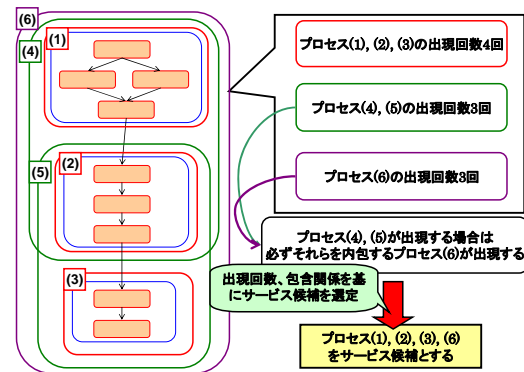 (6)
(4)
(1)
(5)
(2)
(3)
プロセス(1), (2), (3)の出現回数4回
プロセス(4), (5)の出現回数3回
プロセス(6)の出現回数3回
プロセス(4), (5)が出現する場合は
必ずそれらを内包するプロセス(6)が出現する
出現回数、包含関係を基
にサービス候補を選定
プロセス(1), (2), (3), (6)
をサービス候補とする